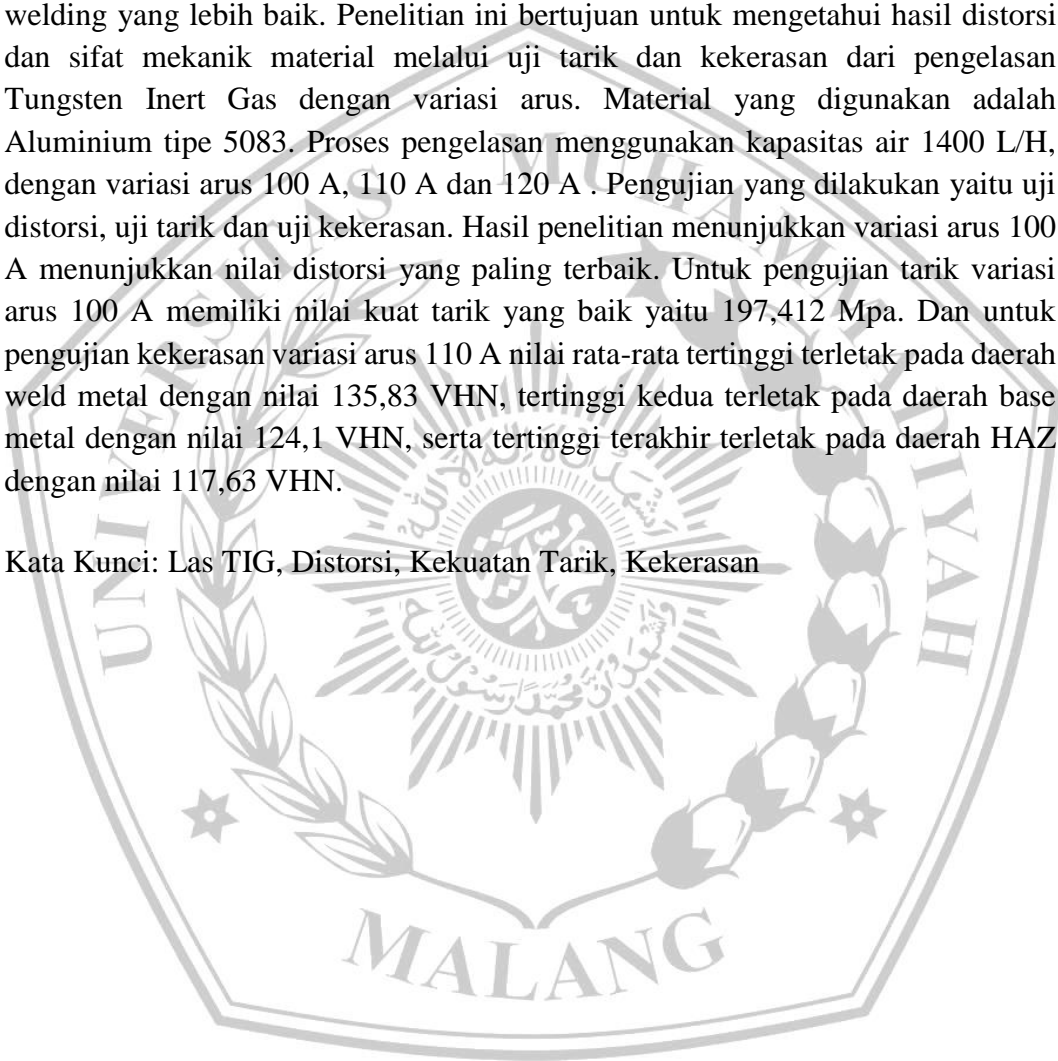 welding yang lebih baik. Penelitian ini bertujuan untuk mengetahui hasil distorsi
dan sifat mekanik material melalui uji tarik dan kekerasan dari pengelasan
Tungsten Inert Gas dengan variasi arus. Material yang digunakan adalah
Aluminium tipe 5083. Proses pengelasan menggunakan kapasitas air 1400 L/H,
dengan variasi arus 100 A, 110 A dan 120 A . Pengujian yang dilakukan yaitu uji
distorsi, uji tarik dan uji kekerasan. Hasil penelitian menunjukkan variasi arus 100
A menunjukkan nilai distorsi yang paling terbaik. Untuk pengujian tarik variasi
arus 100 A memiliki nilai kuat tarik yang baik yaitu 197,412 Mpa. Dan untuk
pengujian kekerasan variasi arus 110 A nilai rata-rata tertinggi terletak pada daerah
weld metal dengan nilai 135,83 VHN, tertinggi kedua terletak pada daerah base
metal dengan nilai 124,1 VHN, serta tertinggi terakhir terletak pada daerah HAZ
dengan nilai 117,63 VHN.
Kata Kunci: Las TIG, Distorsi, Kekuatan Tarik, Kekerasan
UNIVERSITAS MUHAMMADIYAH
MALANG